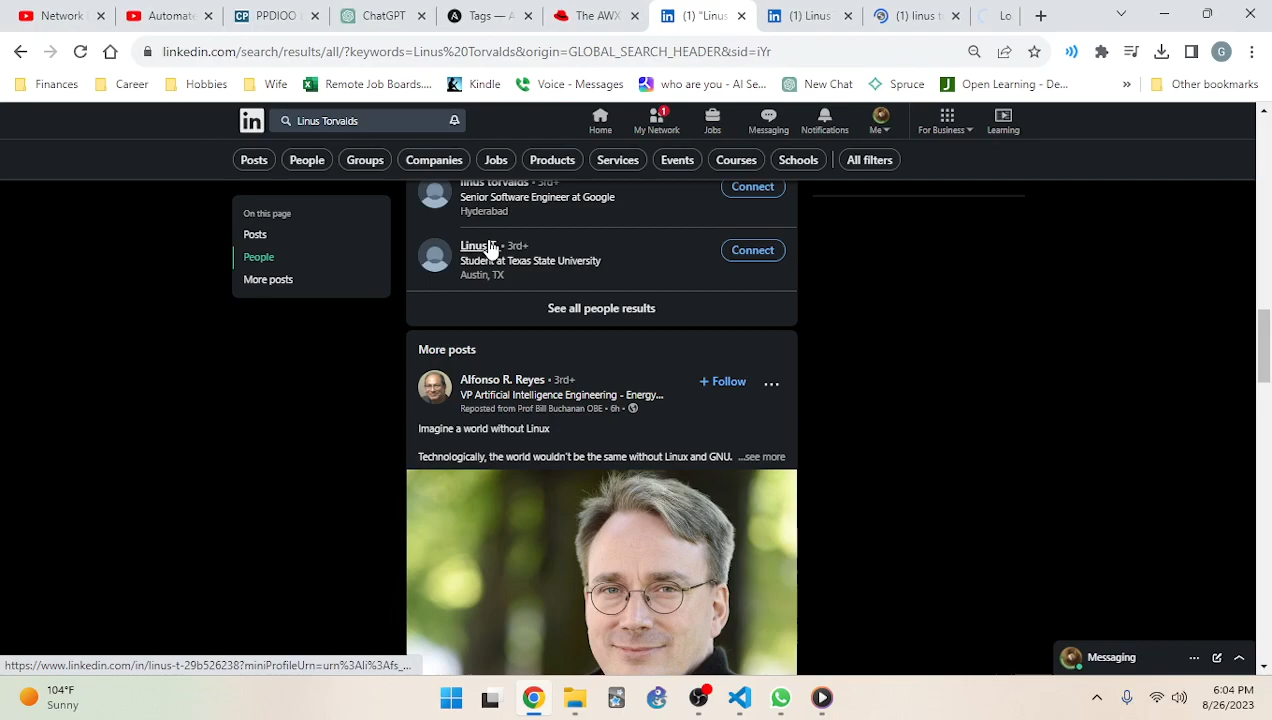 Network
Automate
PPDIOO L
ChatGPT
Tags — A
The AWX
(1) "Linus
(1) Linus
(1) linus t
Lo
linkedin.com/search/results/all/?keywords=Linus%20Torvalds&origin=GLOBAL_SEARCH_HEADER&sid=iYr
G
iYances
Career
Hobbies
Wife
Remote Job Boards....
Kindle
Voice - Messages
who are you - AI Se...
New Chat
Spruce
Open Learning - De...
»
Other bookmarks
in
Linus Torvalds
Home
1
My Network
Jobs
Messaging
Notifications
Me
For Business
Learning
Posts
People
Groups
Companies
Jobs
Products
Services
Events
Courses
Schools
All filters
On this page
Posts
People
More posts
linus torvalds • 3rd+
Senior Software Engineer at Google
Hyderabad
Connect
Linus T. • 3rd+
Student at Texas State University
Austin, TX
Connect
See all people results
More posts
Alfonso R. Reyes • 3rd+
VP Artificial Intelligence Engineering - Energy...
Reposted from Prof Bill Buchanan OBE • 6h •
+ Follow
Imagine a world without Linux
Technologically, the world wouldn't be the same without Linux and GNU. ...see more
Messaging
https://www.linkedin.com/in/linus-t-29b526238?miniProfileUrn=urn%3Ali%3Afs_...
104°F
Sunny
6:04 PM
8/26/2023